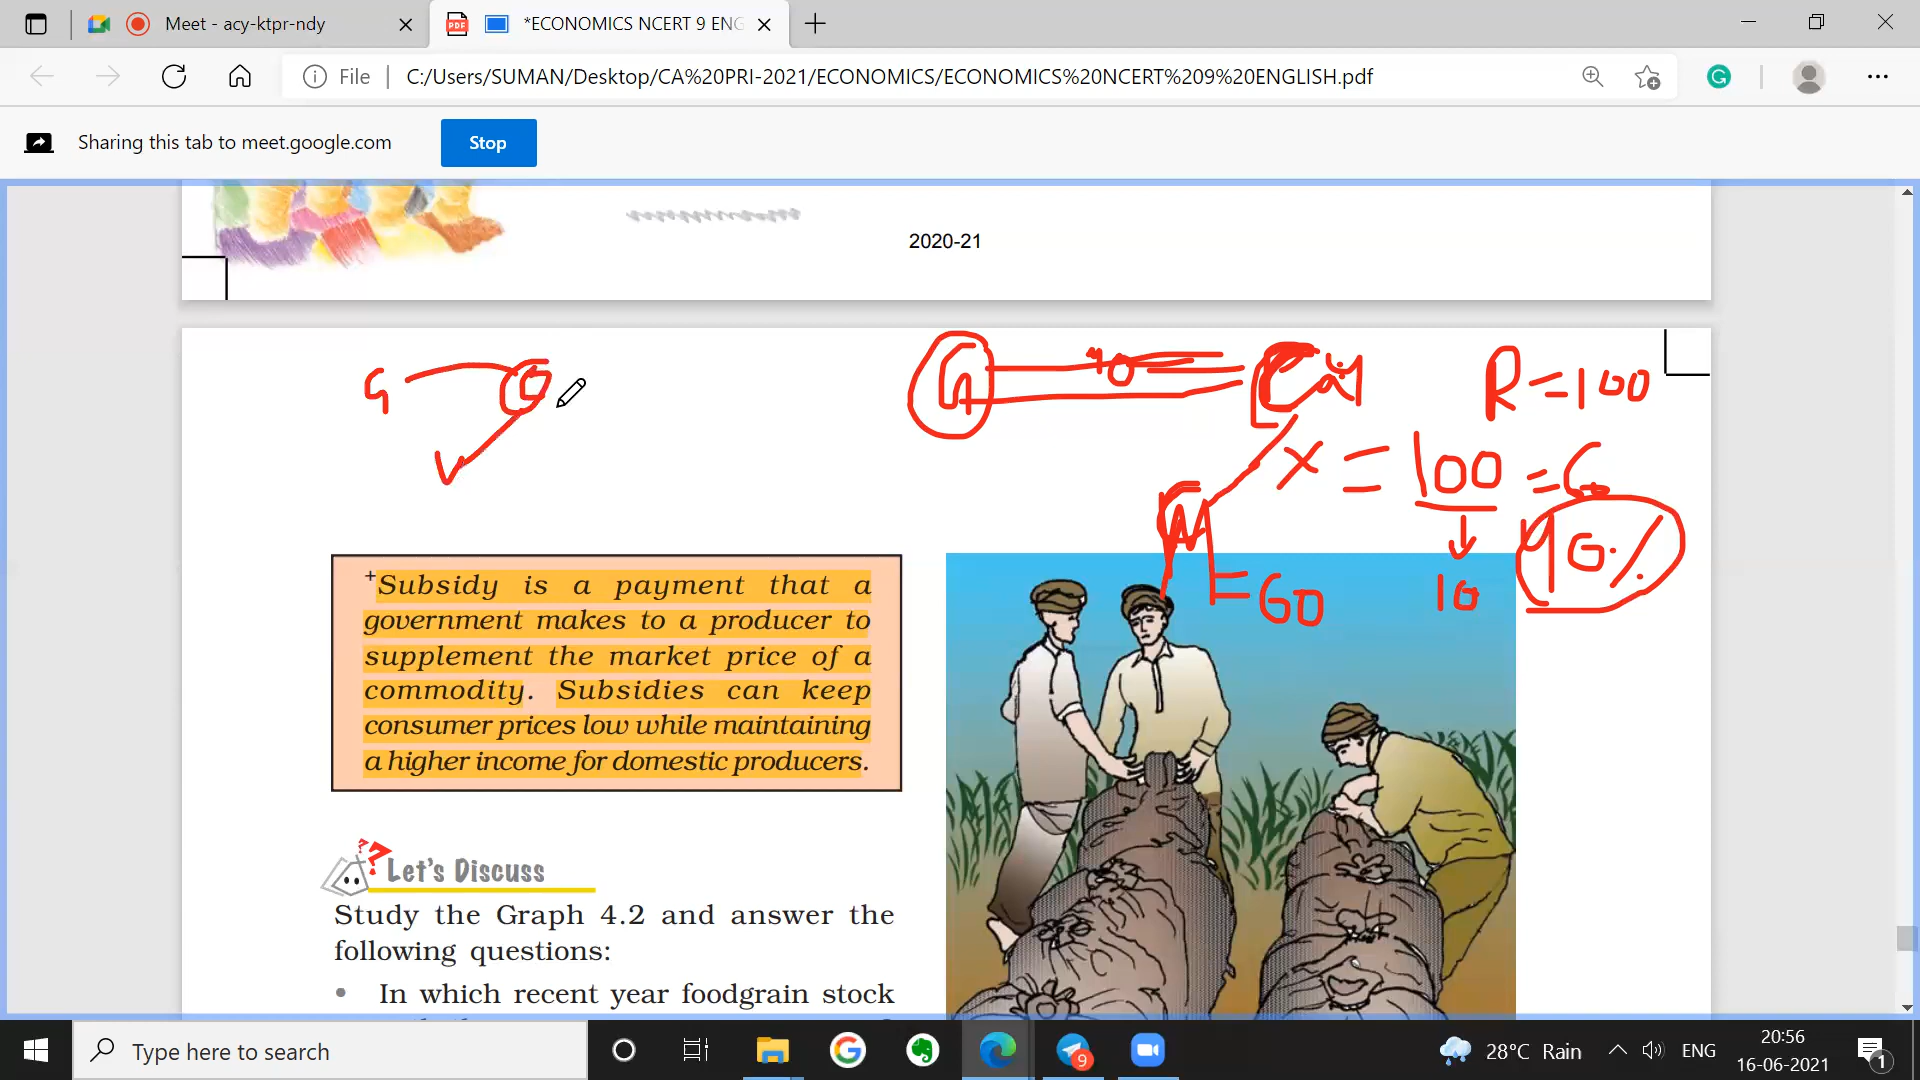 Meet - acy-ktpr-ndy
*ECONOMICS NCERT 9 ENG
File
C:/Users/SUMAN/Desktop/CA%20PRI-2021/ECONOMICS/ECONOMICS%20NCERT%209%20ENGLISH.pdf
Sharing this tab to meet.google.com
Stop
2020-21
G
G
40
R=100
X = 100
10
90%
M
=60
+Subsidy is a payment that a
government makes to a producer to
supplement the market price of a
commodity. Subsidies can keep
consumer prices low while maintaining
a higher income for domestic producers.
??
Let's Discuss
Study the Graph 4.2 and answer the
following questions:
• In which recent year foodgrain stock
Type here to search
9
28°C Rain
ENG
20:56
16-06-2021
1